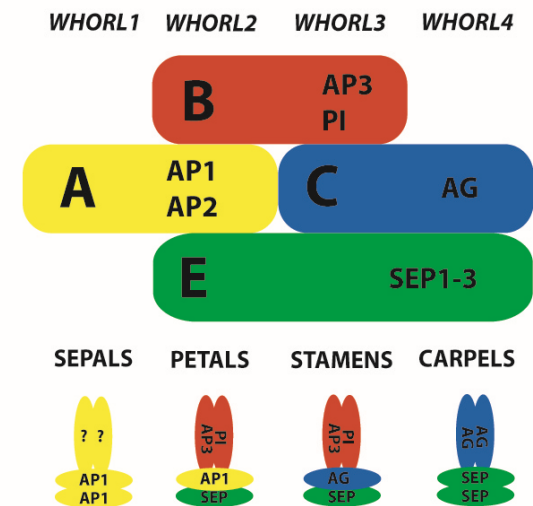 WHORL1 WHORL2 WHORL3 WHORL4
B AP3
PI
A AP1
AP2
C AG
E SEP1-3
SEPALS PETALS STAMENS CARPELS
? ? AP3 PI AP3 PI AG AG
AP1 AP1 AG SEP
AP1 SEP SEP SEP